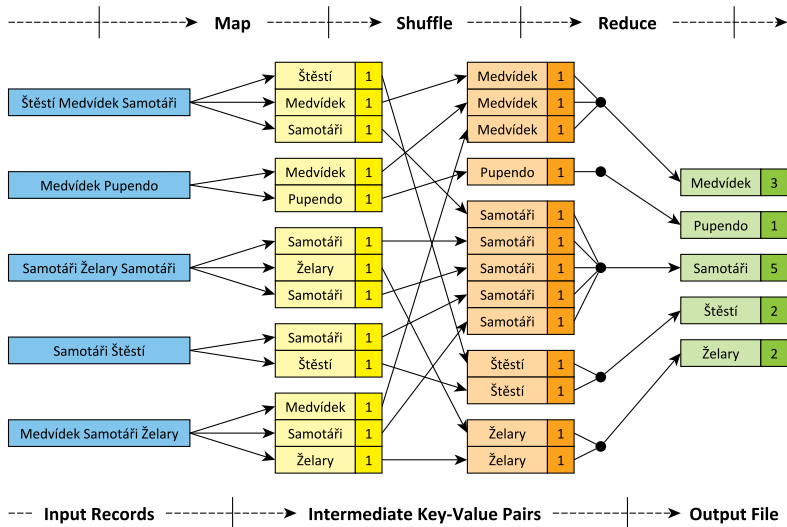 Map Shuffle Reduce
Štěstí Medvídek Samotáři
Medvídek Pupendo
Samotáři Želary Samotáři
Samotáři Štěstí
Medvídek Samotáři Želary
Štěstí 1
Medvídek 1
Samotáři 1
Medvídek 1
Pupendo 1
Samotáři 1
Želary 1
Samotáři 1
Samotáři 1
Štěstí 1
Medvídek 1
Samotáři 1
Želary 1
Medvídek 1
Medvídek 1
Medvídek 1
Pupendo 1
Samotáři 1
Samotáři 1
Samotáři 1
Samotáři 1
Samotáři 1
Štěstí 1
Štěstí 1
Želary 1
Želary 1
Medvídek 3
Pupendo 1
Samotáři 5
Štěstí 2
Želary 2
Input Records Intermediate Key-Value Pairs Output File